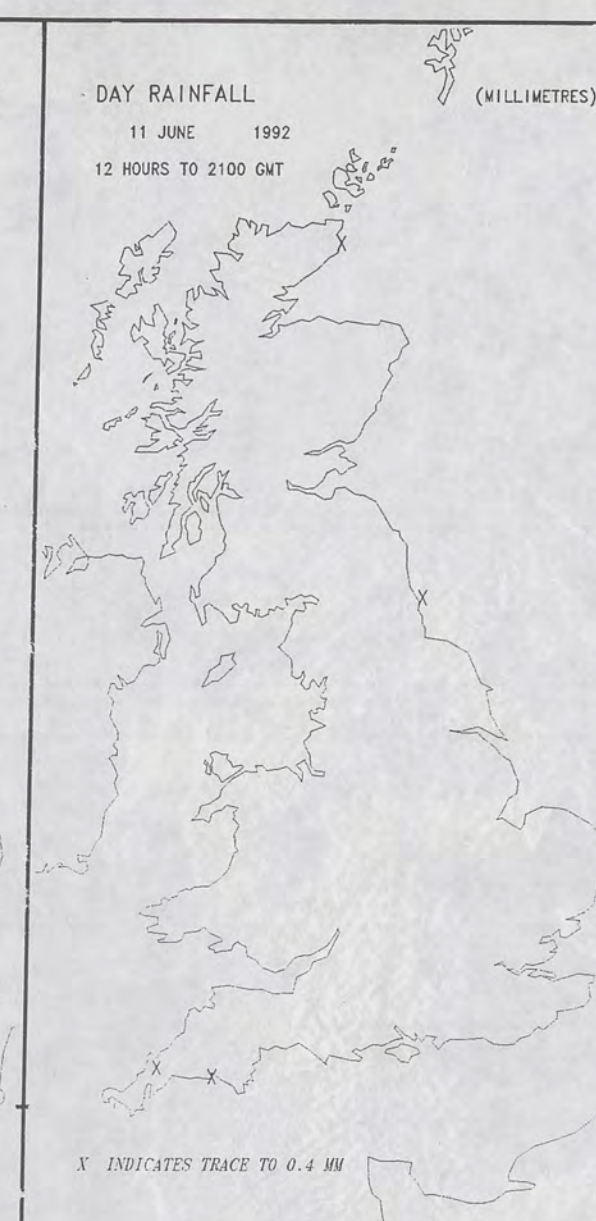 DAY RAINFALL
(MILLIMETRES)
11 JUNE 1992
12 HOURS TO 2100 GMT
X
X
X
X
X INDICATES TRACE TO 0.4 MM